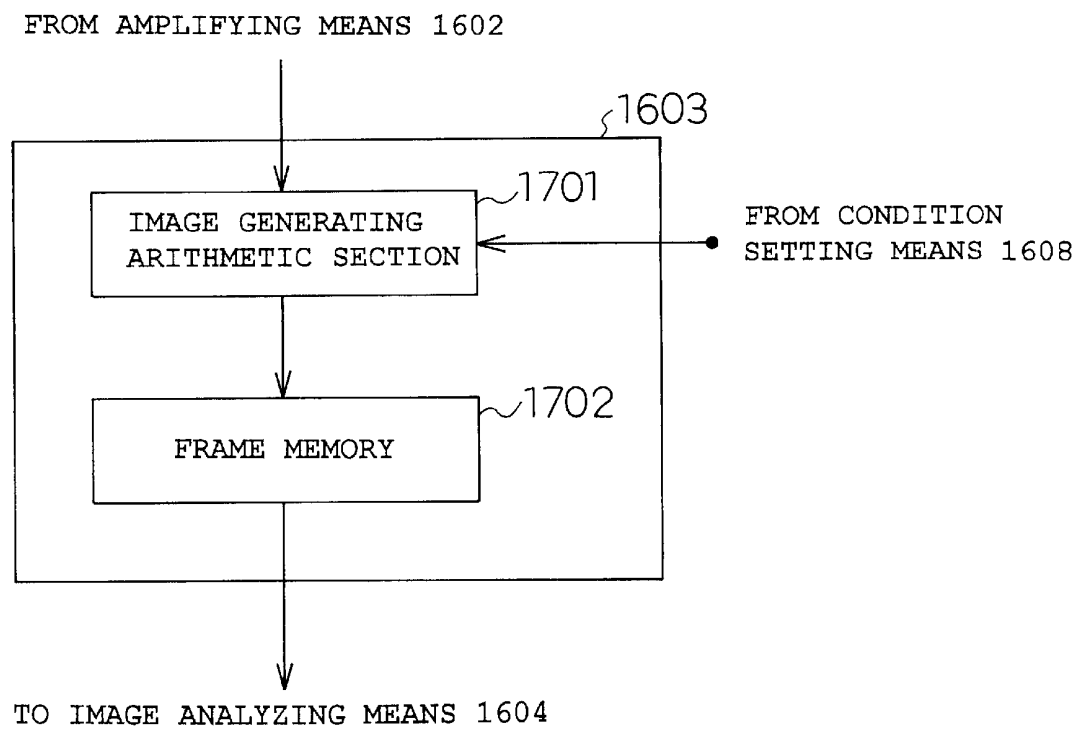 FROM AMPLIFYING MEANS 1602
1603
1701
IMAGE GENERATING
ARITHMETIC SECTION
FROM CONDITION
SETTING MEANS 1608
1702
FRAME MEMORY
TO IMAGE ANALYZING MEANS 1604